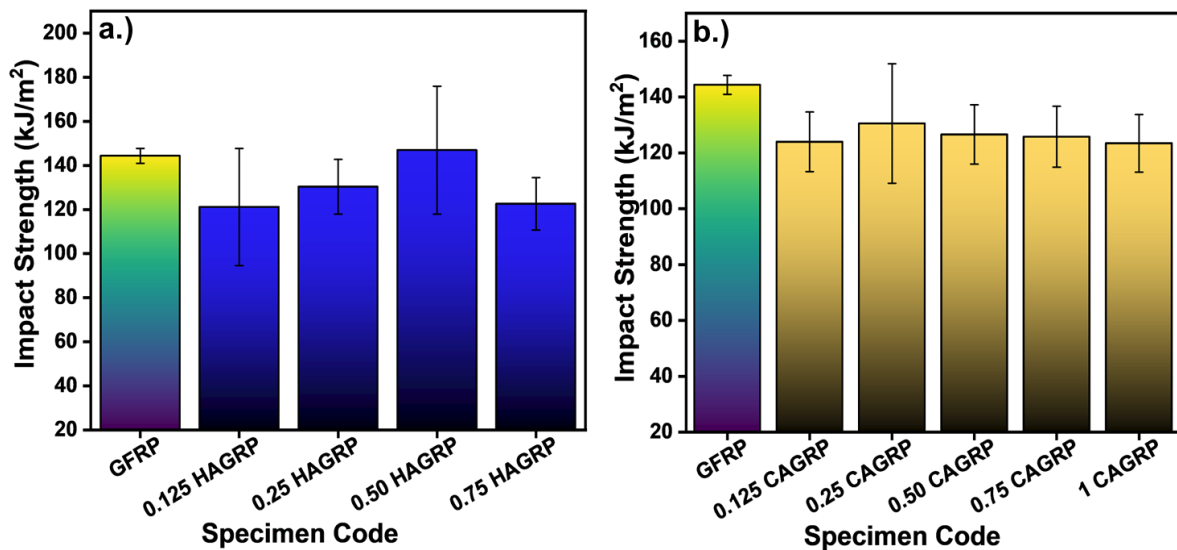 a.)
Impact Strength (kJ/m²)
200
180
160
140
120
100
80
60
40
20
GFRP
0.125 HAGRP
0.25 HAGRP
0.50 HAGRP
0.75 HAGRP
Specimen Code
b.)
Impact Strength (kJ/m²)
160
140
120
100
80
60
40
20
GFRP
0.125 CAGRP
0.25 CAGRP
0.50 CAGRP
0.75 CAGRP
1 CAGRP
Specimen Code